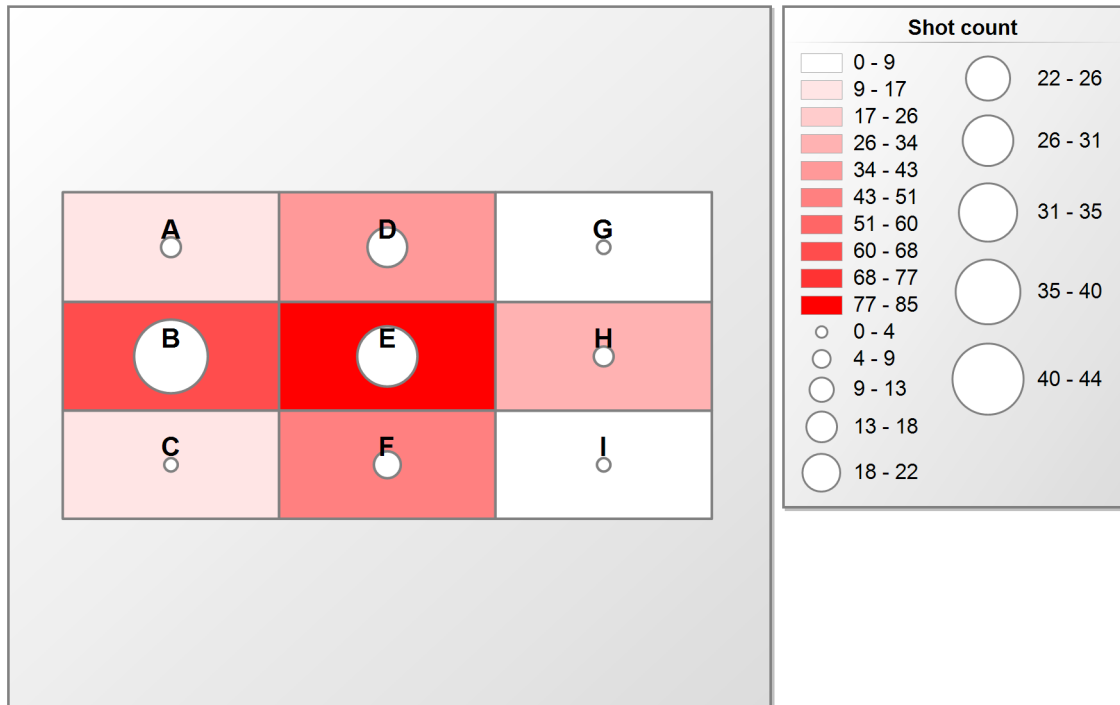 A
D
G
B
E
H
C
F
I
Shot count
0 - 9
9 - 17
17 - 26
26 - 34
34 - 43
43 - 51
51 - 60
60 - 68
68 - 77
77 - 85
0 - 4
4 - 9
9 - 13
13 - 18
18 - 22
22 - 26
26 - 31
31 - 35
35 - 40
40 - 44